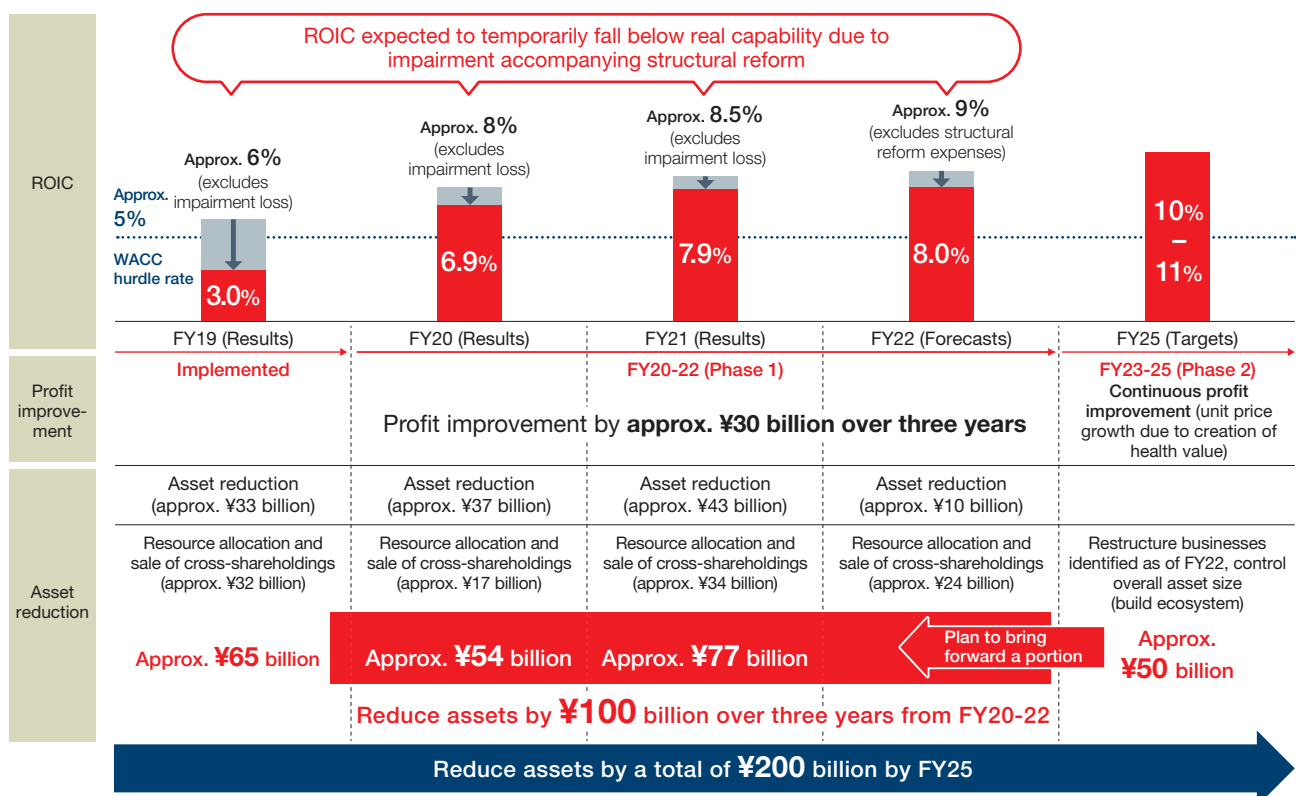 ROIC expected to temporarily fall below real capability due to
impairment accompanying structural reform
ROIC
Approx. 6%
(excludes
impairment loss)
Approx. 8%
(excludes
impairment loss)
Approx. 8.5%
(excludes
impairment loss)
Approx. 9%
(excludes structural
reform expenses)
Approx.
5%
WACC
hurdle rate
3.0%
6.9%
7.9%
8.0%
10%
–
11%
FY19 (Results)
FY20 (Results)
FY21 (Results)
FY22 (Forecasts)
FY25 (Targets)
Implemented
FY20-22 (Phase 1)
FY23-25 (Phase 2)
Profit
improve-
ment
Profit improvement by approx. ¥30 billion over three years
Continuous profit
improvement (unit price
growth due to creation of
health value)
Asset
reduction
Asset reduction
(approx. ¥33 billion)
Asset reduction
(approx. ¥37 billion)
Asset reduction
(approx. ¥43 billion)
Asset reduction
(approx. ¥10 billion)
Resource allocation and
sale of cross-shareholdings
(approx. ¥32 billion)
Resource allocation and
sale of cross-shareholdings
(approx. ¥17 billion)
Resource allocation and
sale of cross-shareholdings
(approx. ¥34 billion)
Resource allocation and
sale of cross-shareholdings
(approx. ¥24 billion)
Restructure businesses
identified as of FY22, control
overall asset size
(build ecosystem)
Approx. ¥65 billion
Approx. ¥54 billion
Approx. ¥77 billion
Plan to bring
forward a portion
Approx.
¥50 billion
Reduce assets by ¥100 billion over three years from FY20-22
Reduce assets by a total of ¥200 billion by FY25